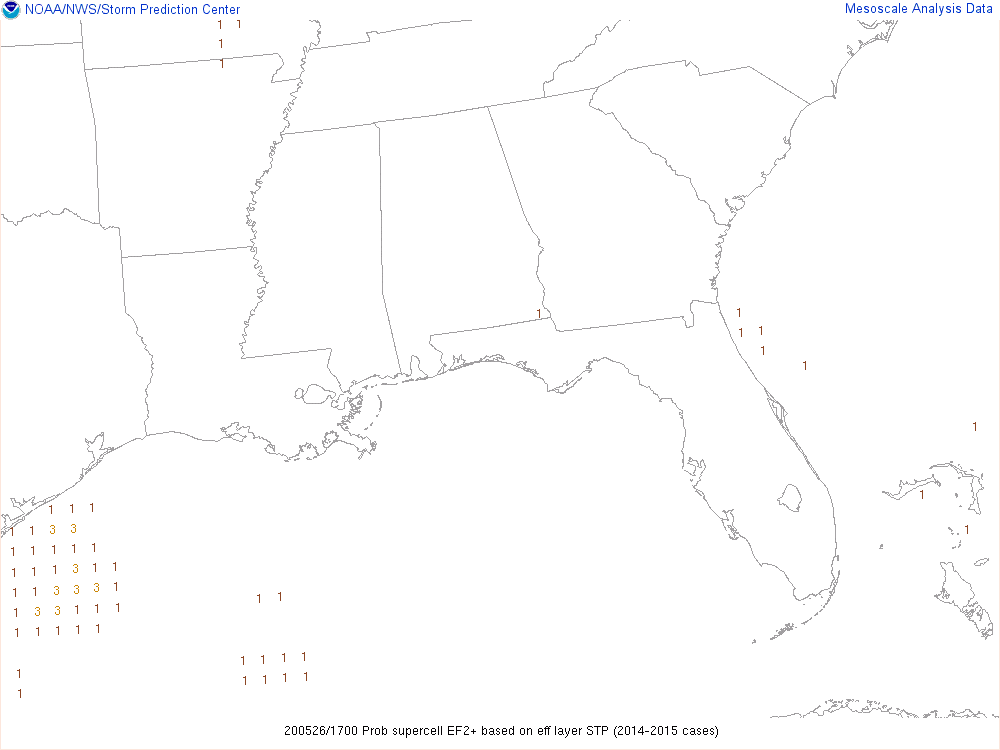 NOAA/NWS/Storm Prediction Center
Mesoscale Analysis Data
1 1
1
1
1
1
1 1
1
1
1
1
1 1 1
1
1 1 3 3
1 1 1 1 1
1 1 1 3 1 1
1 1 3 3 3 1
1 1
1 3 3 1 1 1
1 1 1 1 1
1 1 1 1
1
1 1 1 1
1
200526/1700 Prob supercell EF2+ based on eff layer STP (2014-2015 cases)